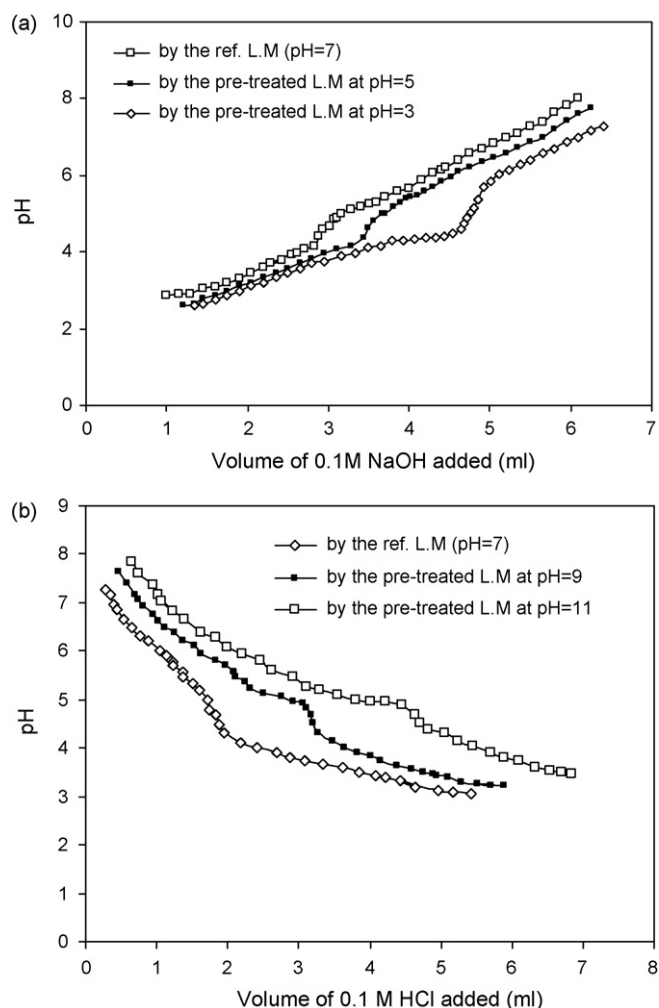 (a)
10
8
6
4
2
0
pH
by the ref. L.M (pH=7)
by the pre-treated L.M at pH=5
by the pre-treated L.M at pH=3
0 1 2 3 4 5 6 7
Volume of 0.1M NaOH added (ml)
(b)
9
8
7
6
5
4
3
2
1
0
pH
by the ref. L.M (pH=7)
by the pre-treated L.M at pH=9
by the pre-treated L.M at pH=11
0 1 2 3 4 5 6 7 8
Volume of 0.1 M HCl added (ml)